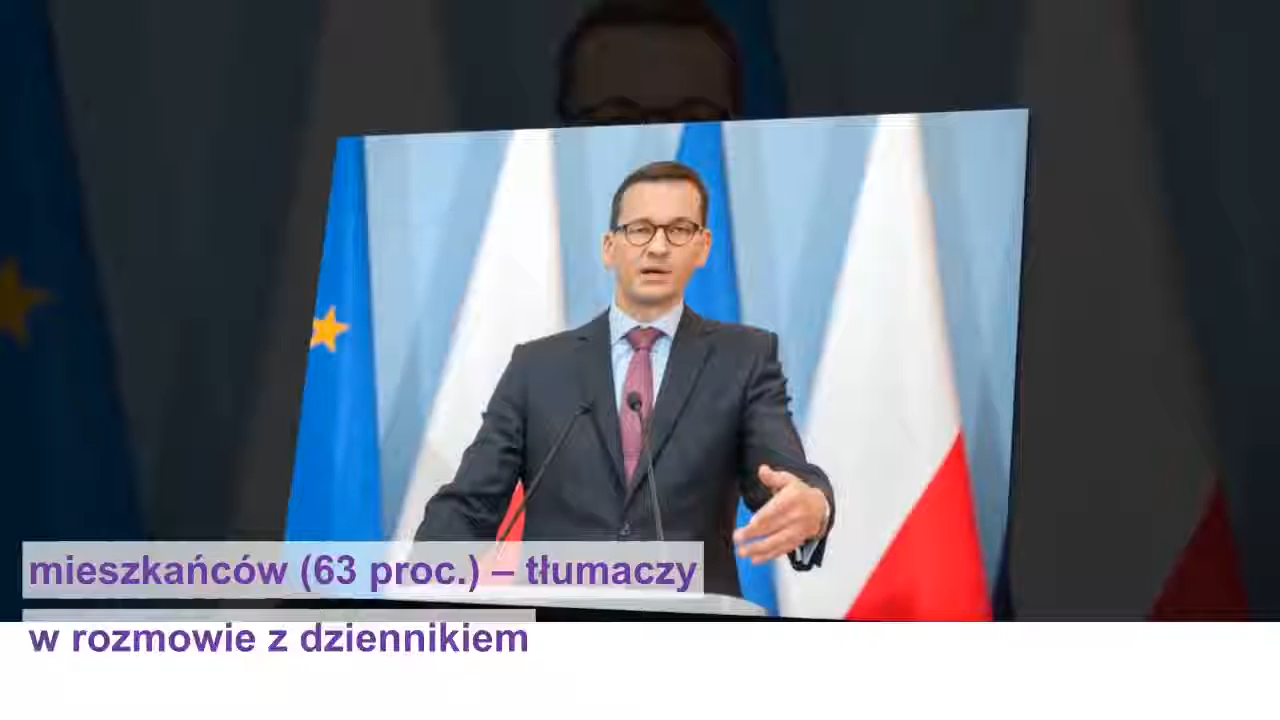 mieszkańców (63 proc.) – tłumaczy
w rozmowie z dziennikiem